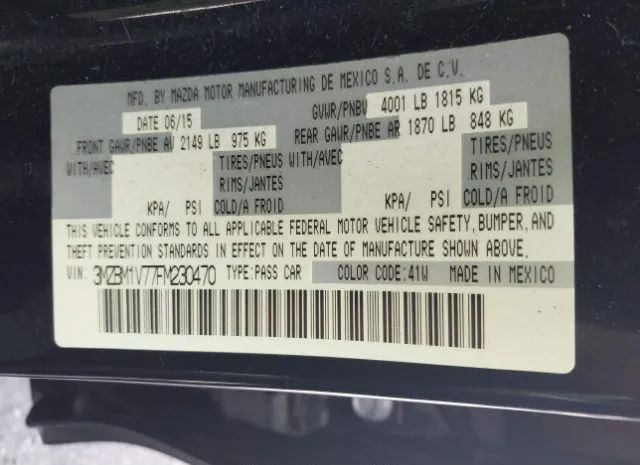 MFD. BY MAZDA MOTOR MANUFACTURING DE MEXICO S.A. DE C.V.
DATE 06/15 GVWR/PNBV 4001 LB 1815 KG
FRONT GAWR/PNBE AV 2149 LB 975 KG REAR GAWR/PNBE AR 1870 LB 848 KG
WITH/AVEC TIRES/PNEUS WITH/AVEC TIRES/PNEUS
RIMS/JANTES RIMS/JANTES
KPA/ PSI COLD/A FROID KPA/ PSI COLD/A FROID
THIS VEHICLE CONFORMS TO ALL APPLICABLE FEDERAL MOTOR VEHICLE SAFETY, BUMPER, AND
THEFT PREVENTION STANDARDS IN EFFECT ON THE DATE OF MANUFACTURE SHOWN ABOVE.
VIN: 3MZBM1V77FM230470 TYPE:PASS CAR COLOR CODE:41W MADE IN MEXICO